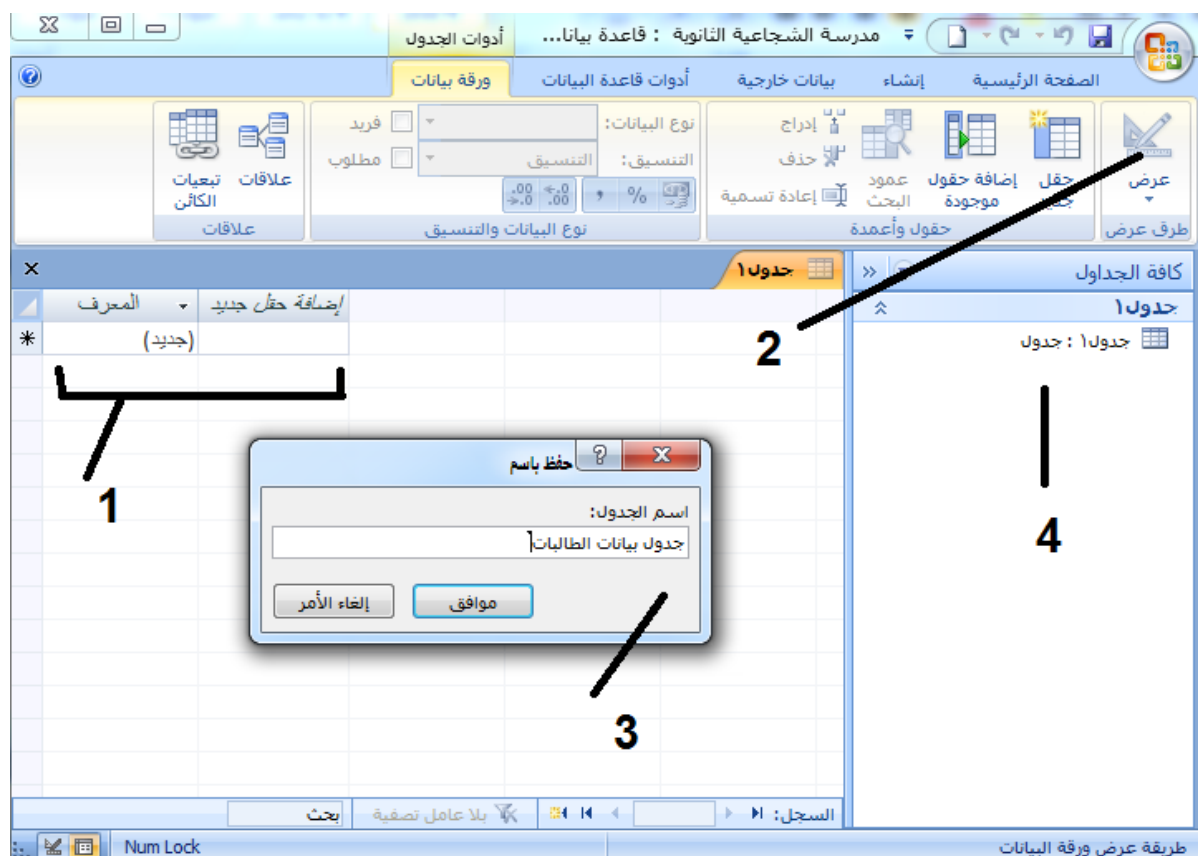 مدرسة الشجاعية الثانوية : قاعدة بيانا...
أدوات الجدول
الصفحة الرئيسية
إنشاء
بيانات خارجية
أدوات قاعدة البيانات
ورقة بيانات
عرض
طرق عرض
حقل
إضافة حقول موجودة
عمود البحث
إدراج
حذف
إعادة تسمية
حقول وأعمدة
نوع البيانات:
التنسيق: التنسيق
فريد
مطلوب
% , .00 .0 .00
نوع البيانات والتنسيق
علاقات
تبعيات الكائن
علاقات
كافة الجداول
جدول١
جدول١ : جدول
جدول١
إضافة حقل جديد
المعرف
(جديد)
2
1
4
حفظ باسم
اسم الجدول:
جدول بيانات الطالبات
موافق
إلغاء الأمر
3
السجل:
بلا عامل تصفية
بحث
طريقة عرض ورقة البيانات
Num Lock